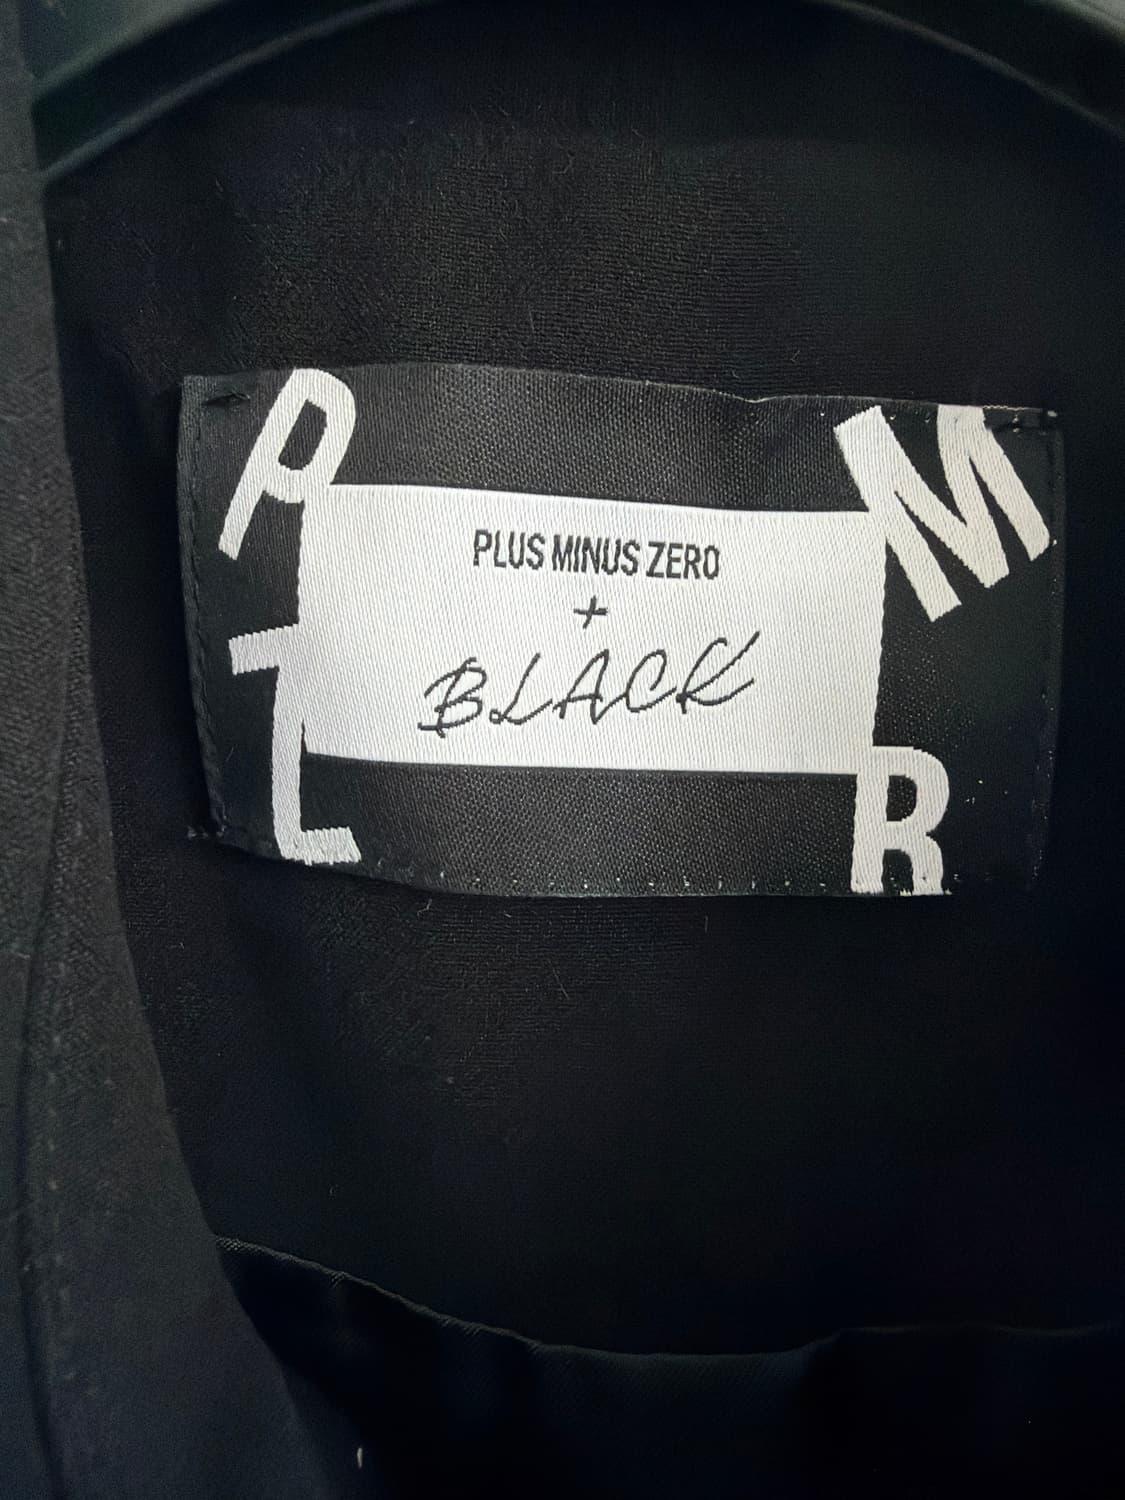 P M
PLUS MINUS ZERO
+
BLACK
Z R